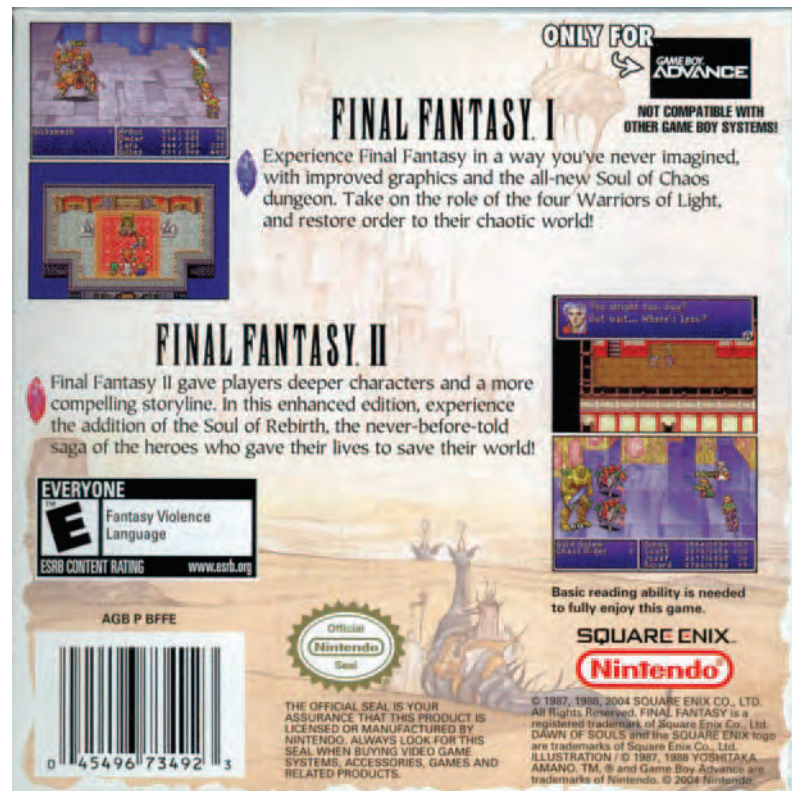 ONLY FOR
GAME BOY
ADVANCE
NOT COMPATIBLE WITH
OTHER GAME BOY SYSTEMS!
FINAL FANTASY I
Experience Final Fantasy in a way you've never imagined,
with improved graphics and the all-new Soul of Chaos
dungeon. Take on the role of the four Warriors of Light,
and restore order to their chaotic world!
FINAL FANTASY II
Final Fantasy II gave players deeper characters and a more
compelling storyline. In this enhanced edition, experience
the addition of the Soul of Rebirth, the never-before-told
saga of the heroes who gave their lives to save their world!
You alright too, Guy?
But wait... Where's Leon?
EVERYONE
E
Fantasy Violence
Language
ESRB CONTENT RATING www.esrb.org
Basic reading ability is needed
to fully enjoy this game.
AGB P BFFE
Official
Nintendo
Seal
SQUARE ENIX
Nintendo®
THE OFFICIAL SEAL IS YOUR
ASSURANCE THAT THIS PRODUCT IS
LICENSED OR MANUFACTURED BY
NINTENDO. ALWAYS LOOK FOR THIS
SEAL WHEN BUYING VIDEO GAME
SYSTEMS, ACCESSORIES, GAMES AND
RELATED PRODUCTS.
© 1987, 1988, 2004 SQUARE ENIX CO., LTD.
All Rights Reserved. FINAL FANTASY is a
registered trademark of Square Enix Co., Ltd.
DAWN OF SOULS and the SQUARE ENIX logo
are trademarks of Square Enix Co., Ltd.
ILLUSTRATION / © 1987, 1988 YOSHITAKA
AMANO. TM, ® and Game Boy Advance are
trademarks of Nintendo. © 2004 Nintendo.
0 45496 73492 3